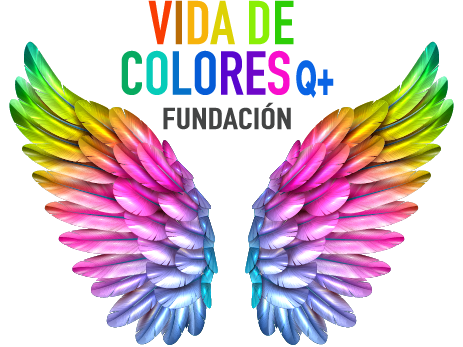 VIDA DE
COLORES Q+
FUNDACIÓN